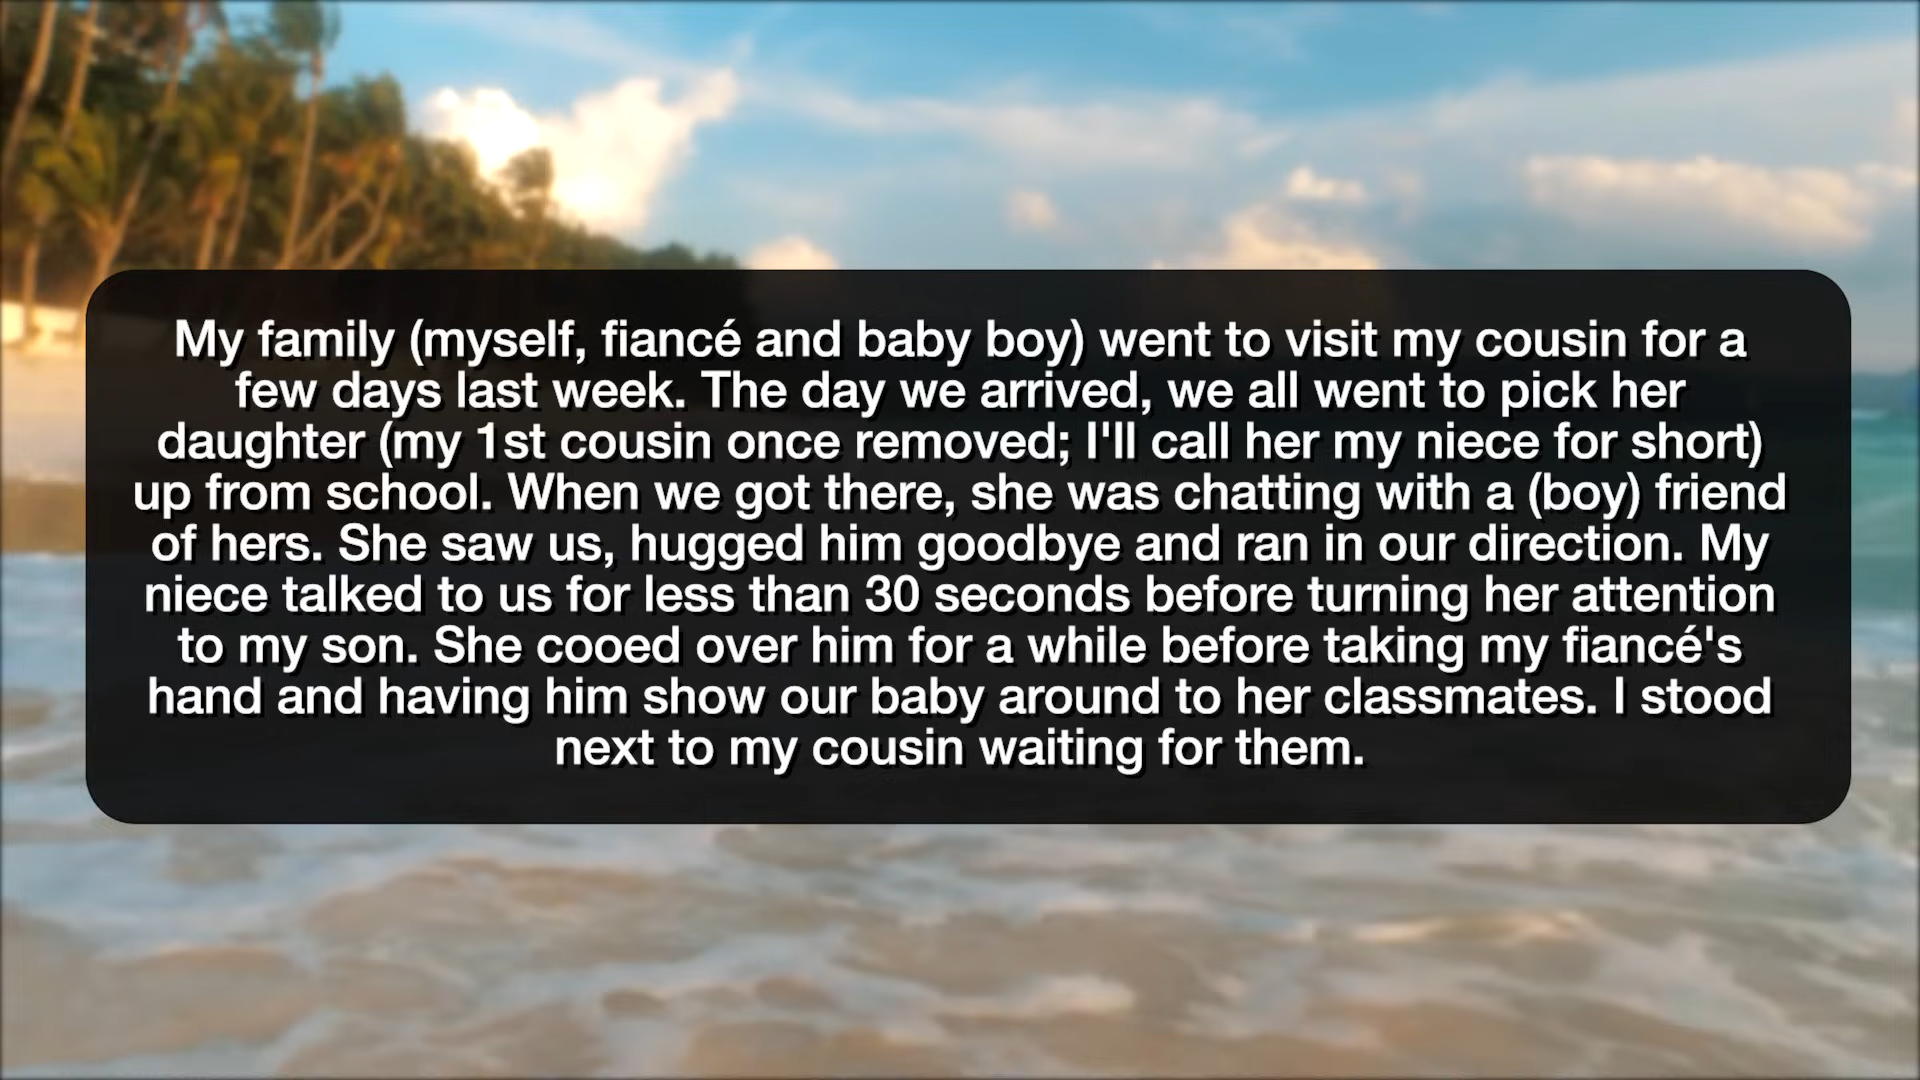 My family (myself, fiancé and baby boy) went to visit my cousin for a
few days last week. The day we arrived, we all went to pick her
daughter (my 1st cousin once removed; I'll call her my niece for short)
up from school. When we got there, she was chatting with a (boy) friend
of hers. She saw us, hugged him goodbye and ran in our direction. My
niece talked to us for less than 30 seconds before turning her attention
to my son. She cooed over him for a while before taking my fiancé's
hand and having him show our baby around to her classmates. I stood
next to my cousin waiting for them.